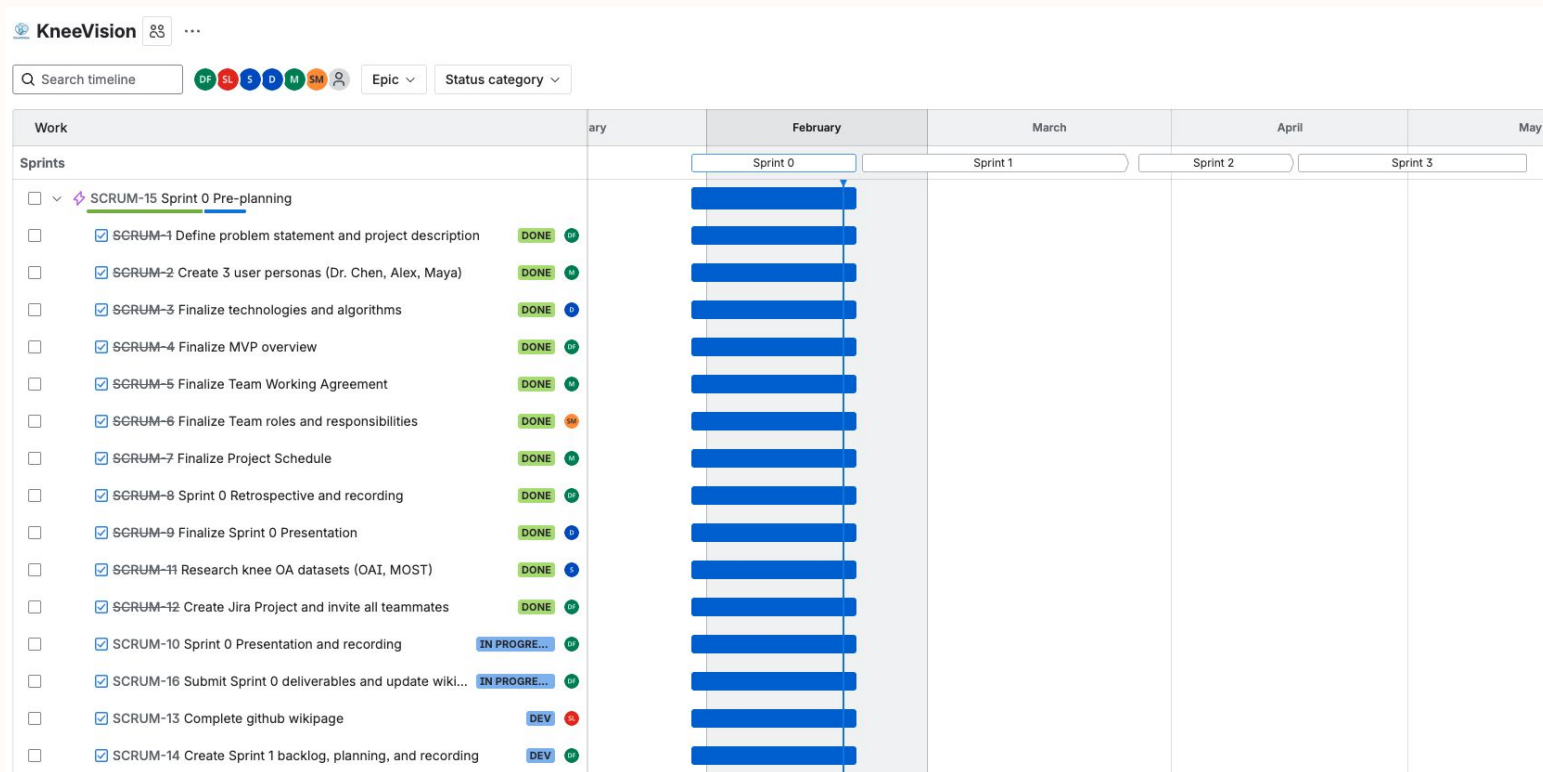 KneeVision
Search timeline DF SL S D M SM Epic Status category
Work ary February March April May
Sprints Sprint 0 Sprint 1 Sprint 2 Sprint 3
SCRUM-15 Sprint 0 Pre-planning
SCRUM-1 Define problem statement and project description DONE DF
SCRUM-2 Create 3 user personas (Dr. Chen, Alex, Maya) DONE M
SCRUM-3 Finalize technologies and algorithms DONE D
SCRUM-4 Finalize MVP overview DONE DF
SCRUM-5 Finalize Team Working Agreement DONE M
SCRUM-6 Finalize Team roles and responsibilities DONE SM
SCRUM-7 Finalize Project Schedule DONE M
SCRUM-8 Sprint 0 Retrospective and recording DONE DF
SCRUM-9 Finalize Sprint 0 Presentation DONE D
SCRUM-11 Research knee OA datasets (OAI, MOST) DONE S
SCRUM-12 Create Jira Project and invite all teammates DONE DF
SCRUM-10 Sprint 0 Presentation and recording IN PROGRE... DF
SCRUM-16 Submit Sprint 0 deliverables and update wiki... IN PROGRE... DF
SCRUM-13 Complete github wikipage DEV SL
SCRUM-14 Create Sprint 1 backlog, planning, and recording DEV DF